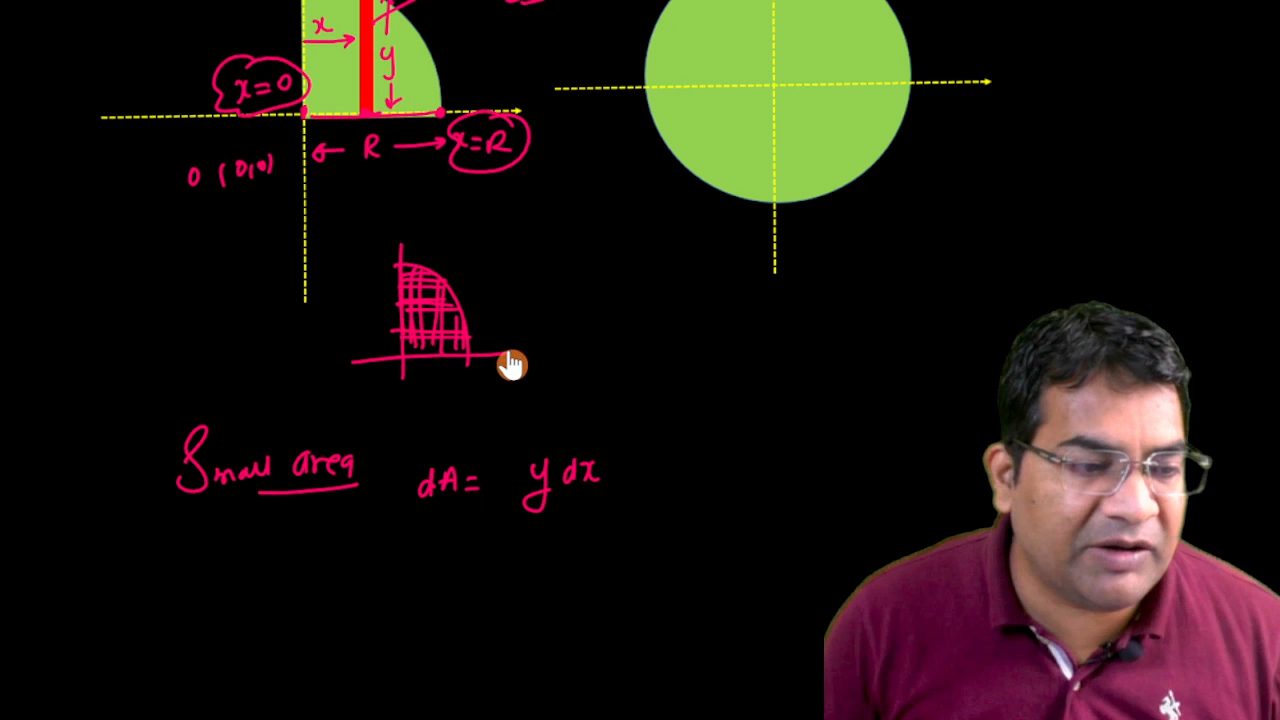 x
y
x=0
R
x=R
0 (0,0)
Small area dA= y dx